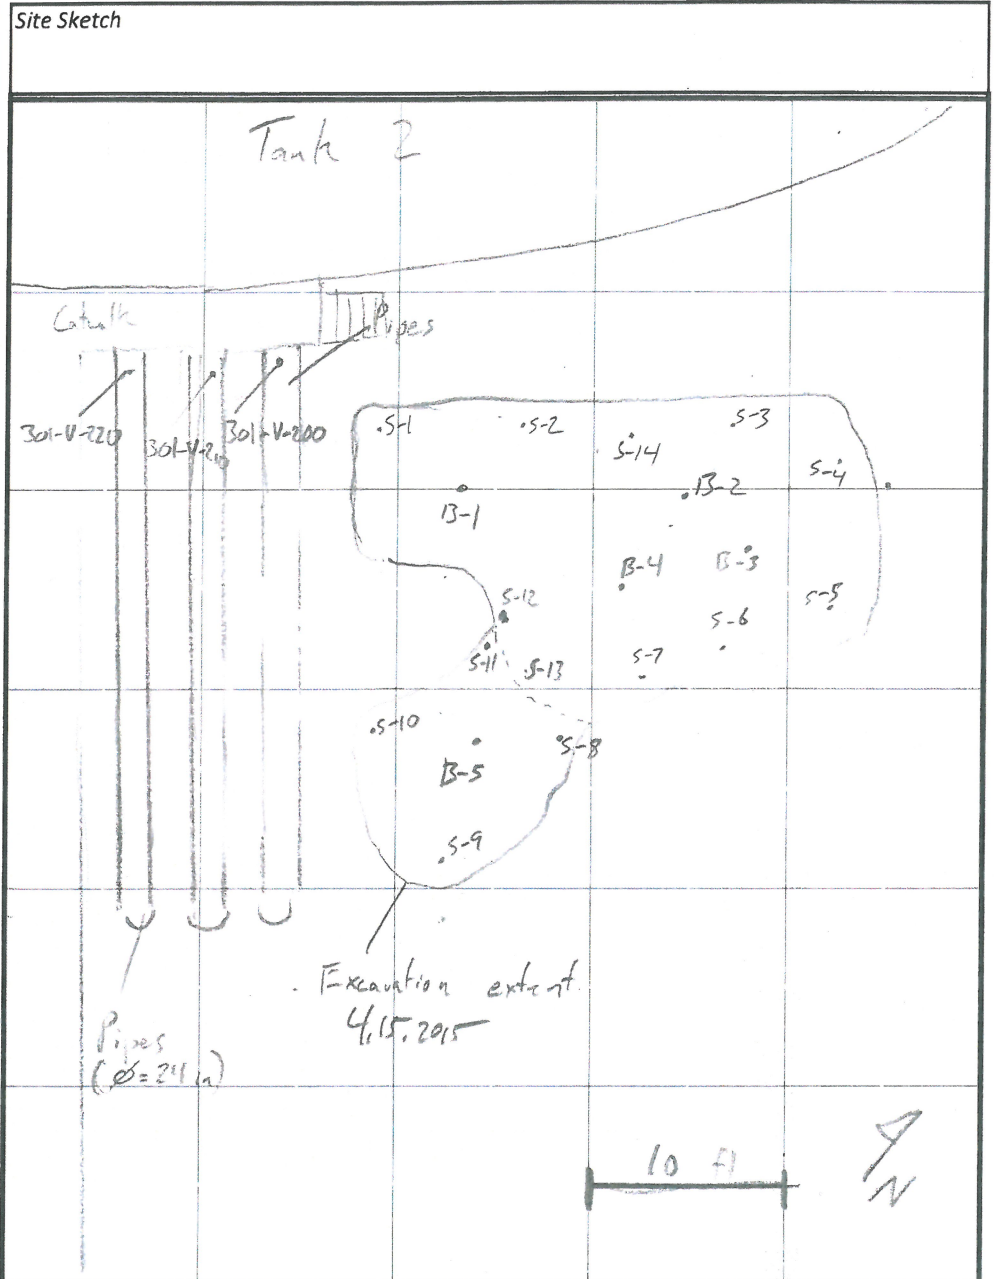 Site Sketch
Tank 2
Catwalk
Pipes
301-V-220
301-V-210
301-V-200
S-1
S-2
S-3
S-14
S-4
B-1
B-2
B-4
B-3
S-12
S-5
S-6
S-11
S-13
S-7
S-10
S-8
B-5
S-9
Excavation extent
4.15.2015
Pipes
(Ø=24 in)
10 ft
N